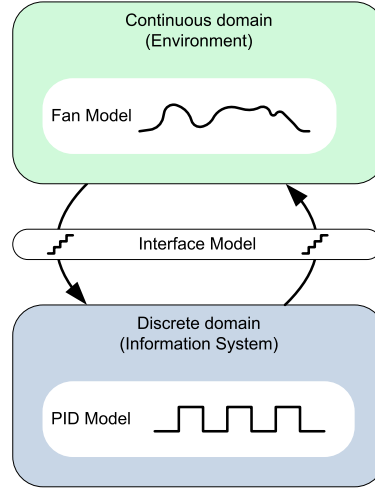 Continuous domain
(Environment)
Fan Model
Interface Model
Discrete domain
(Information System)
PID Model